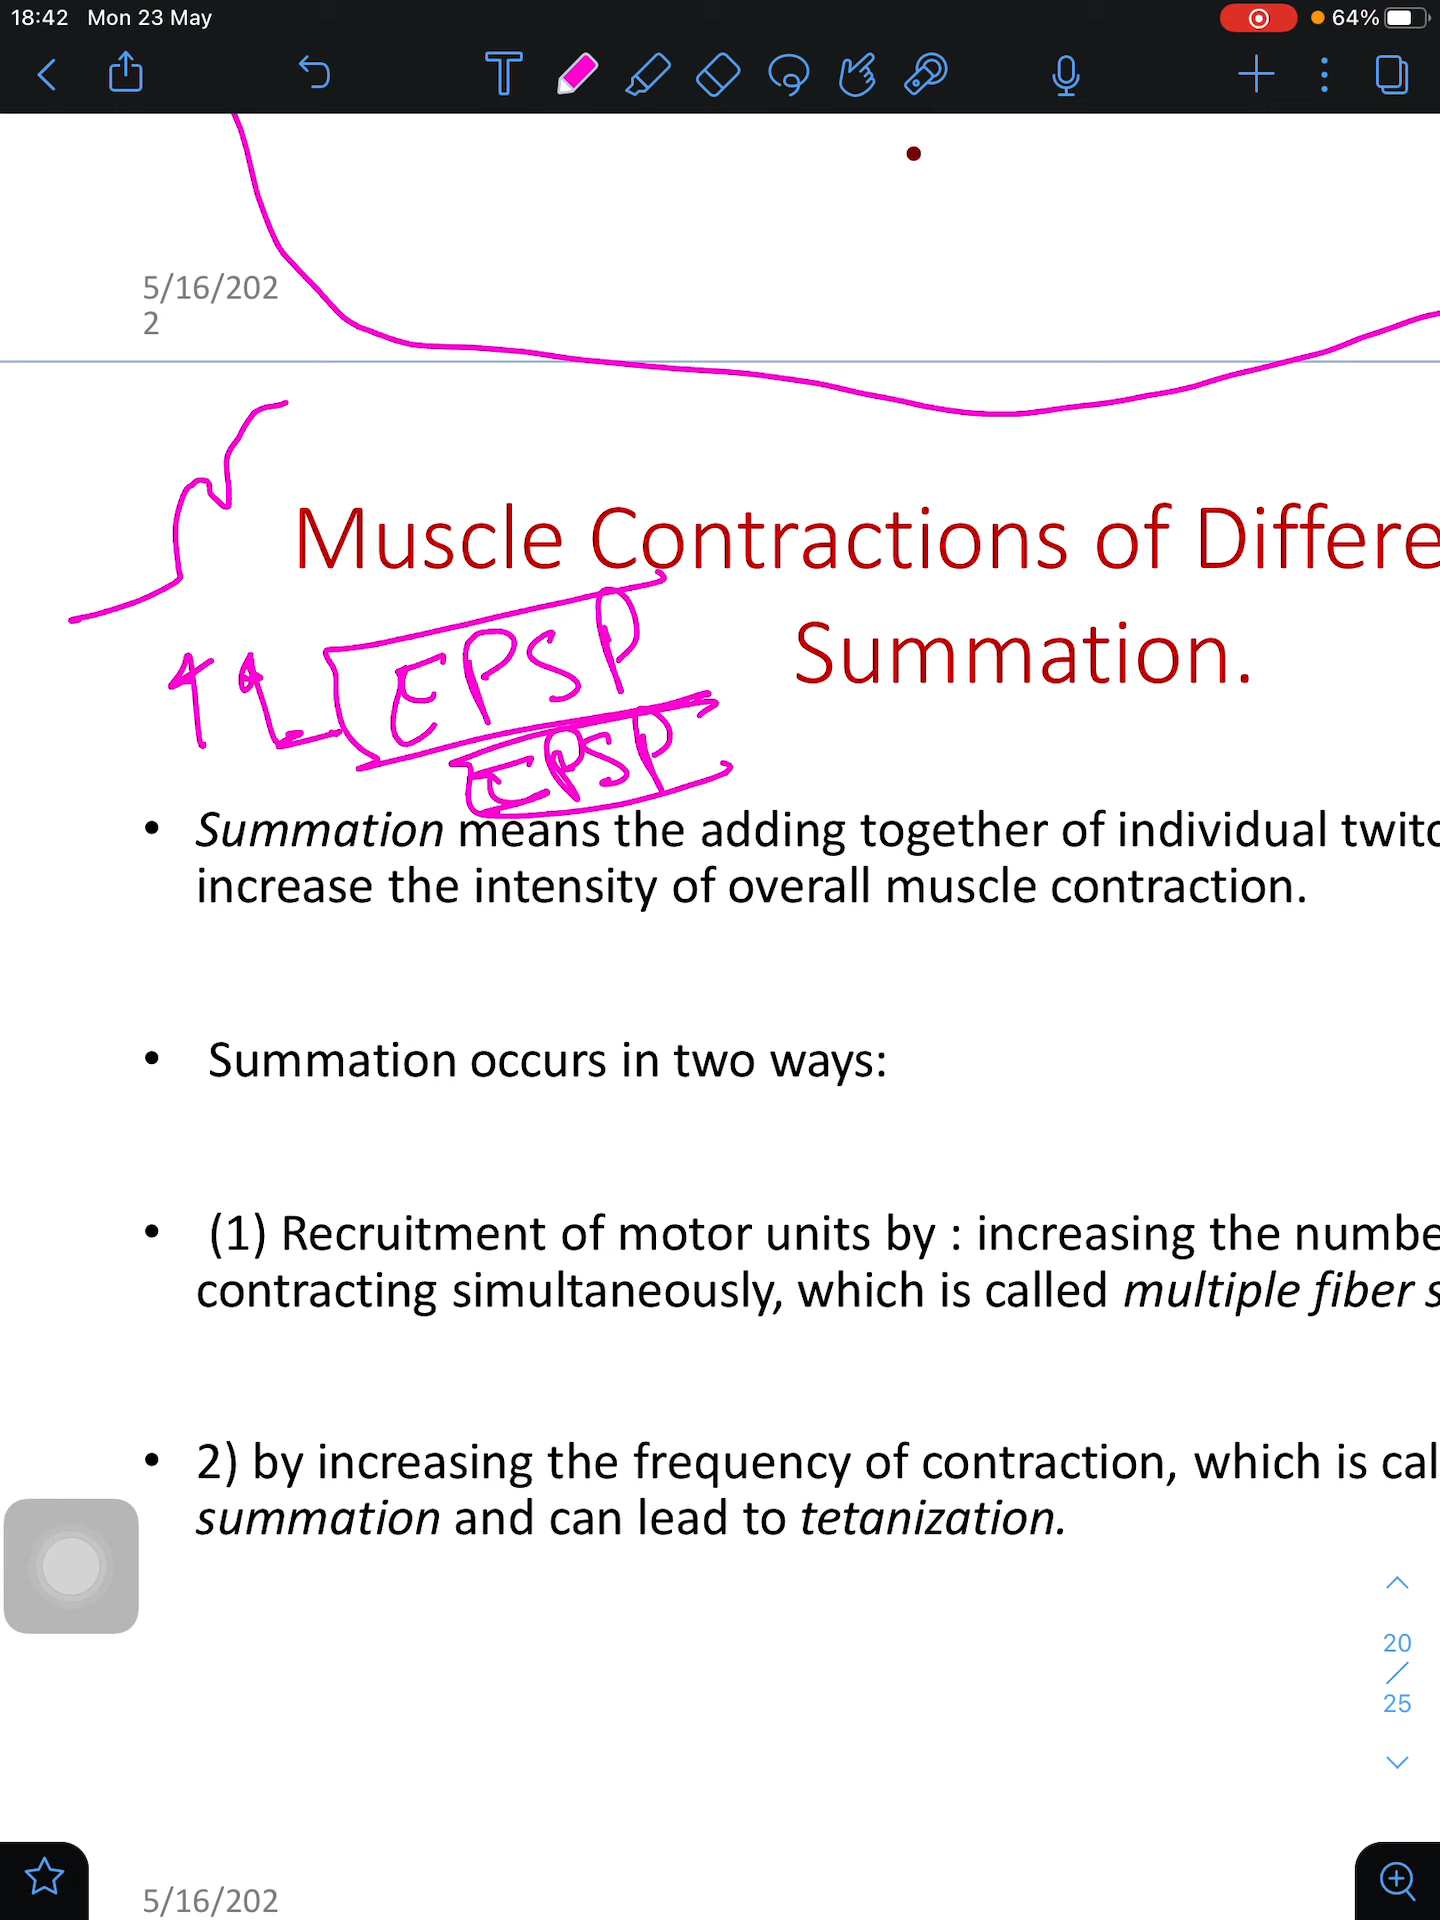 18:42 Mon 23 May
64%
5/16/202
2
Muscle Contractions of Differe
Summation.
EPSP
EPSP
• Summation means the adding together of individual twitc
increase the intensity of overall muscle contraction.
• Summation occurs in two ways:
• (1) Recruitment of motor units by : increasing the numbe
contracting simultaneously, which is called multiple fiber s
• 2) by increasing the frequency of contraction, which is cal
summation and can lead to tetanization.
20
/
25
5/16/202